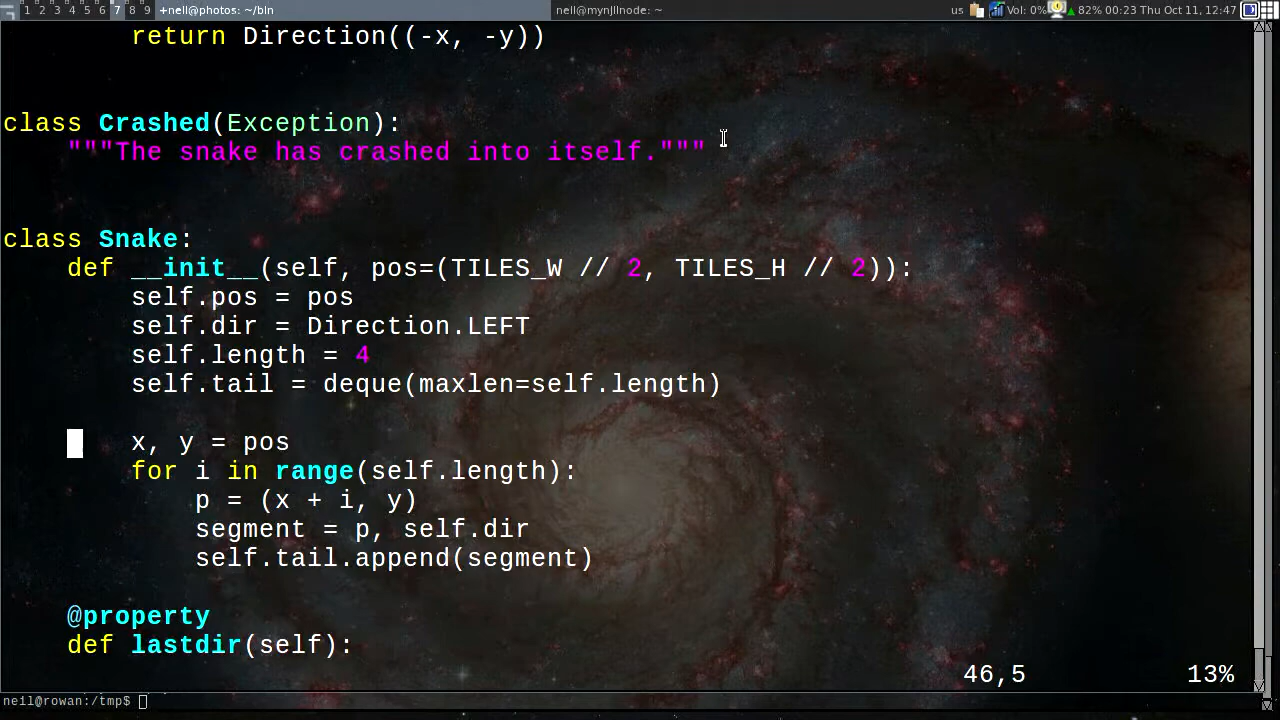 1 2 3 4 5 6 7 8 9 +neil@photos: ~/bin neil@mynjllnode: ~ us Vol: 0% 82% 00:23 Thu Oct 11, 12:47
return Direction((-x, -y))
class Crashed(Exception):
"""The snake has crashed into itself."""
class Snake:
def __init__(self, pos=(TILES_W // 2, TILES_H // 2)):
self.pos = pos
self.dir = Direction.LEFT
self.length = 4
self.tail = deque(maxlen=self.length)
x, y = pos
for i in range(self.length):
p = (x + i, y)
segment = p, self.dir
self.tail.append(segment)
@property
def lastdir(self):
46,5 13%
neil@rowan:/tmp$